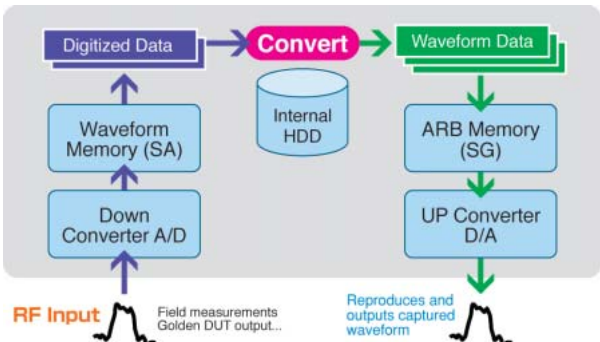 Digitized Data
Convert
Waveform Data
Waveform
Memory (SA)
Internal
HDD
ARB Memory
(SG)
Down
Converter A/D
UP Converter
D/A
RF Input
Field measurements
Golden DUT output...
Reproduces and
outputs captured
waveform